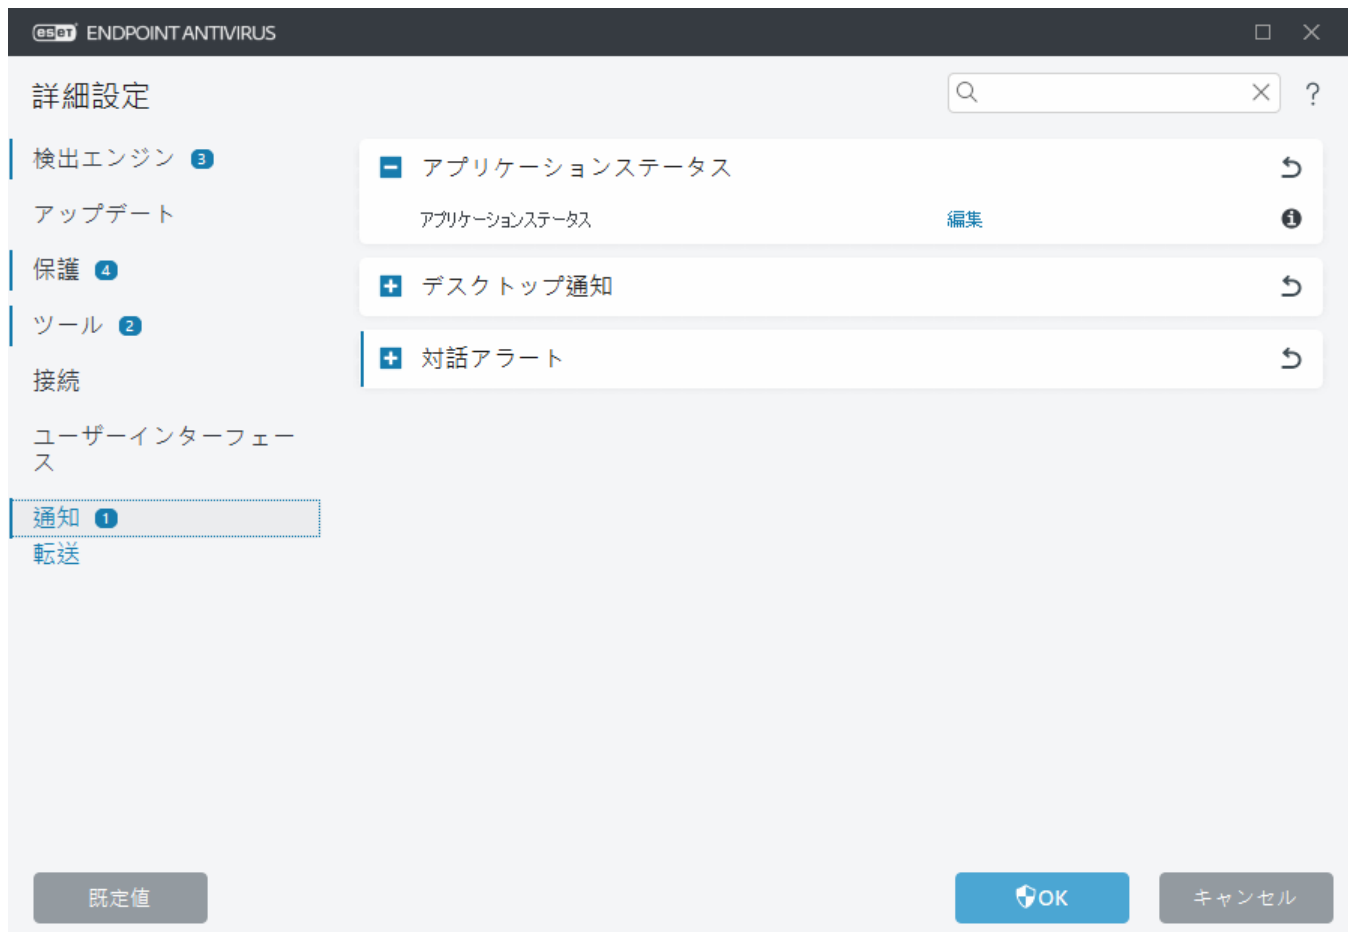 eset ENDPOINT ANTIVIRUS
詳細設定
?
検出エンジン 3
アップデート
保護 4
ツール 2
接続
ユーザーインターフェー
ス
通知 1
転送
アプリケーションステータス
アプリケーションステータス 編集
デスクトップ通知
対話アラート
既定値
OK
キャンセル